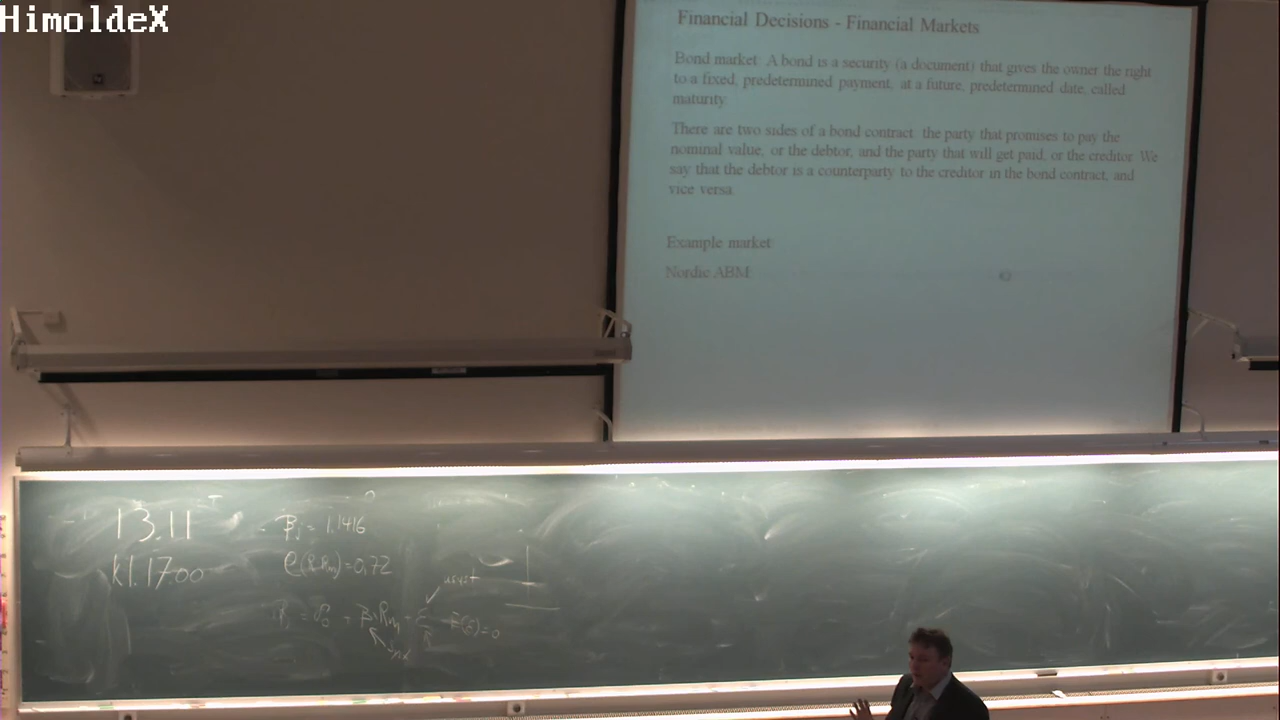 HimoldeX
Financial Decisions - Financial Markets
Bond market: A bond is a security (a document) that gives the owner the right
to a fixed, predetermined payment, at a future, predetermined date, called
maturity.
There are two sides of a bond contract: the party that promises to pay the
nominal value, or the debtor, and the party that will get paid, or the creditor. We
say that the debtor is a counterparty to the creditor in the bond contract, and
vice versa.
Example market:
Nordic ABM
13.11
kl.17.00
βj = 1.1416
ρ(R,Rm) = 0,72
usyst
E(ε)=0